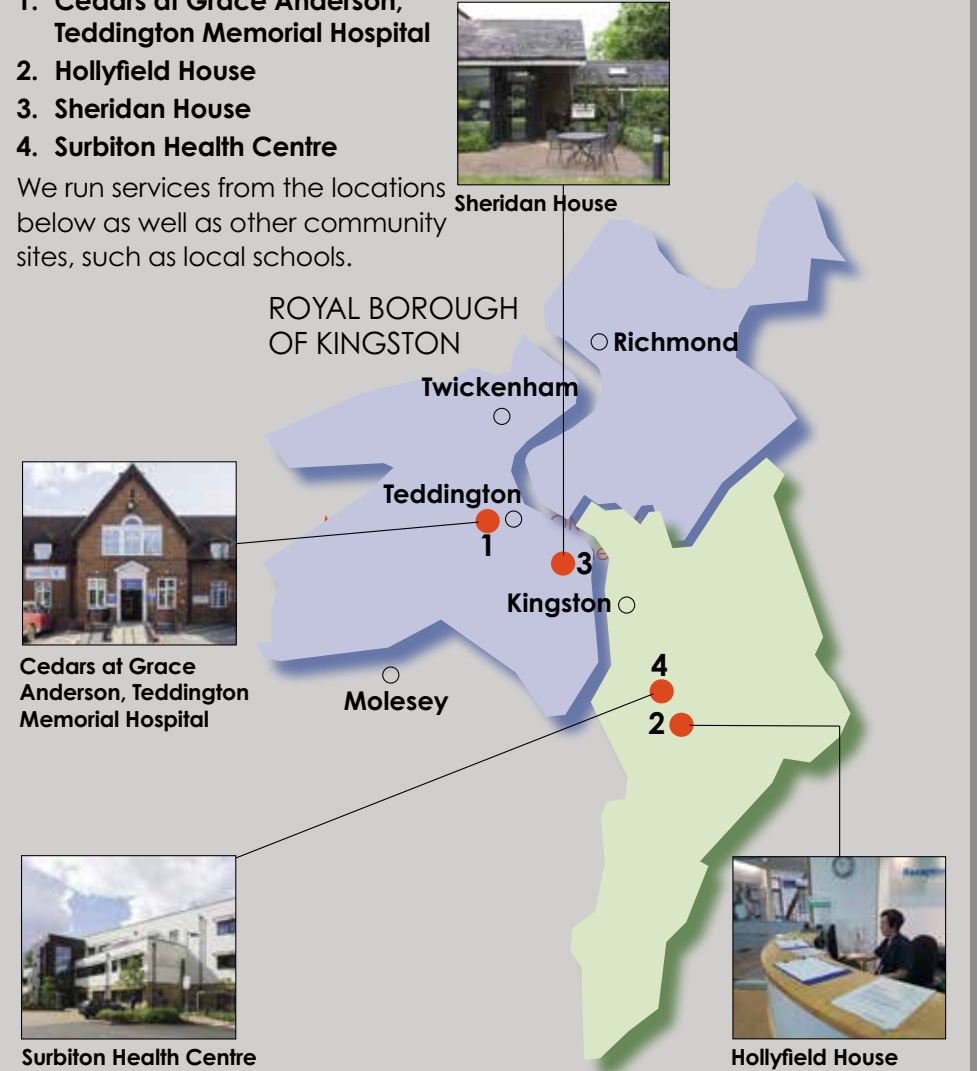 1. Cedars at Grace Anderson,
Teddington Memorial Hospital
2. Hollyfield House
3. Sheridan House
4. Surbiton Health Centre
We run services from the locations
below as well as other community
sites, such as local schools.
Sheridan House
ROYAL BOROUGH
OF KINGSTON
Richmond
Twickenham
Teddington
1
3
Kingston
Cedars at Grace
Anderson, Teddington
Memorial Hospital
Molesey
4
2
Surbiton Health Centre
Hollyfield House